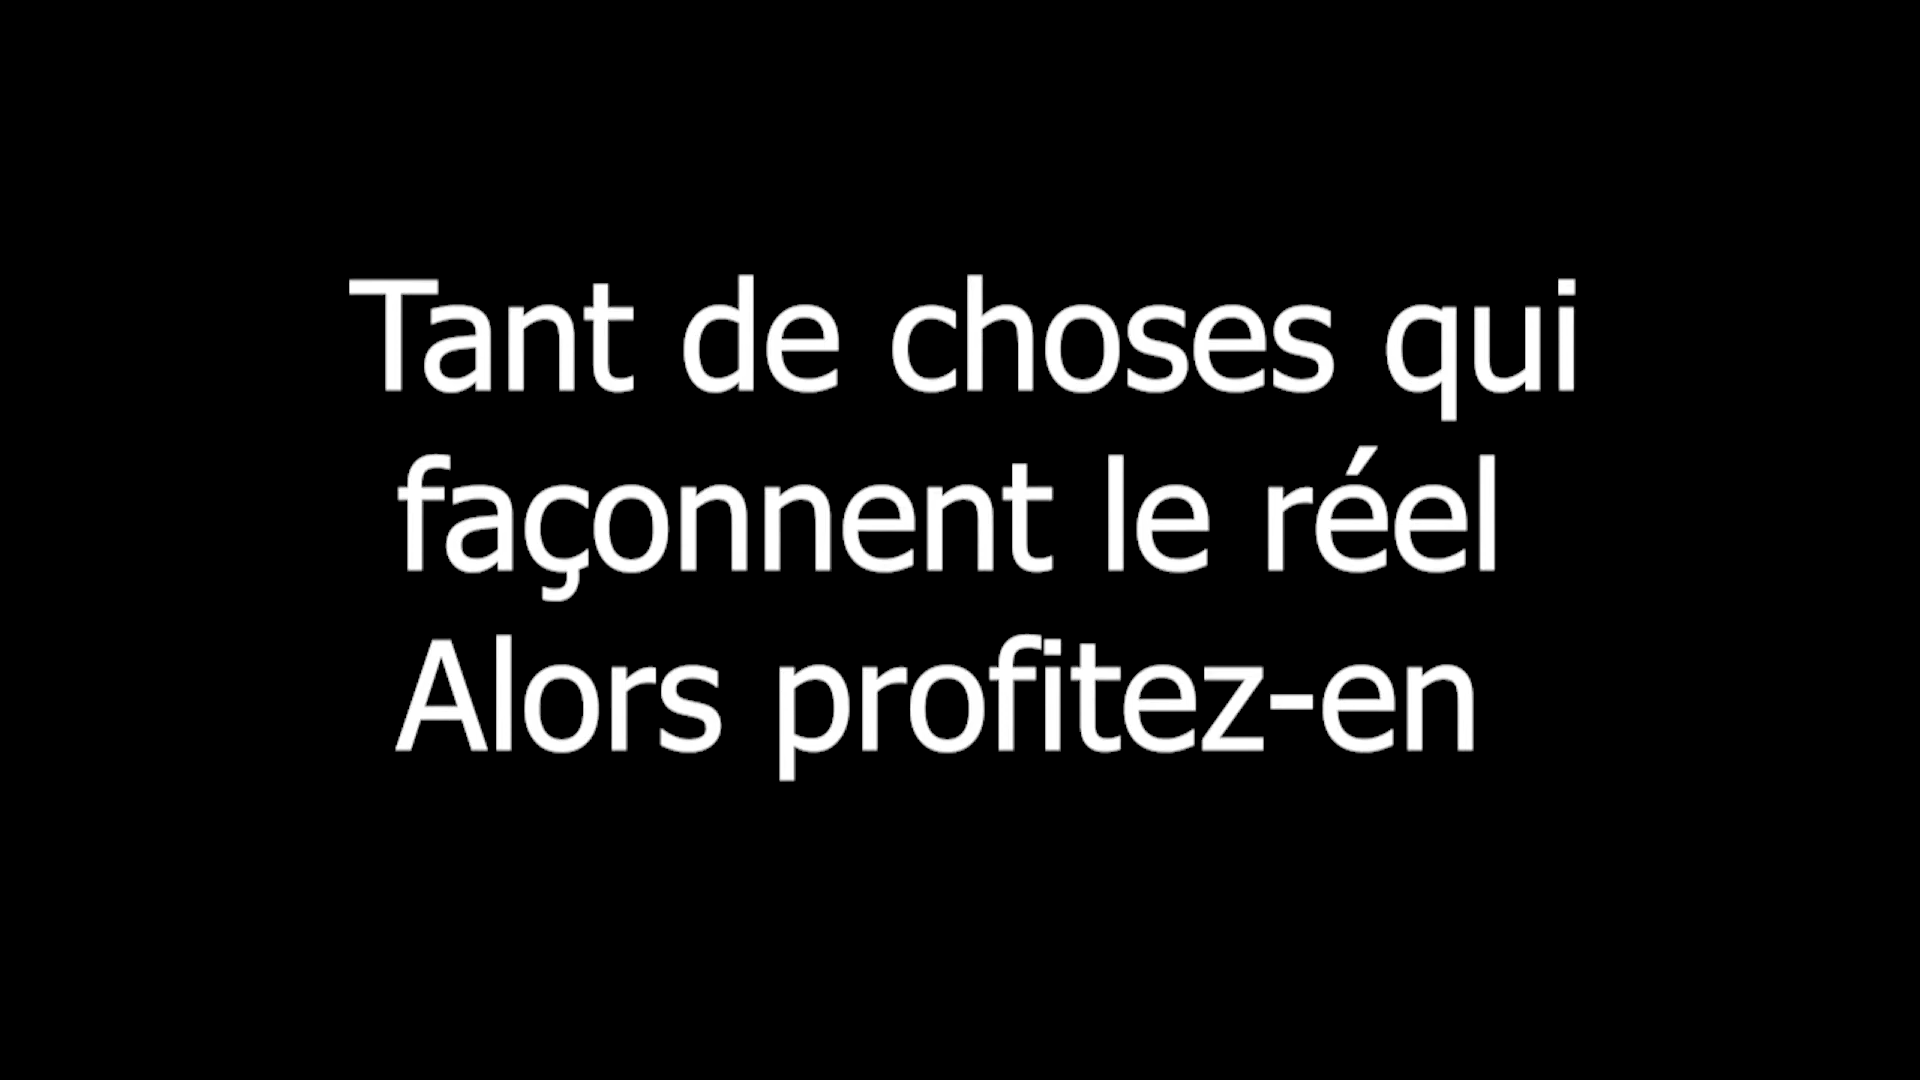 Tant de choses qui
façonnent le réel
Alors profitez-en